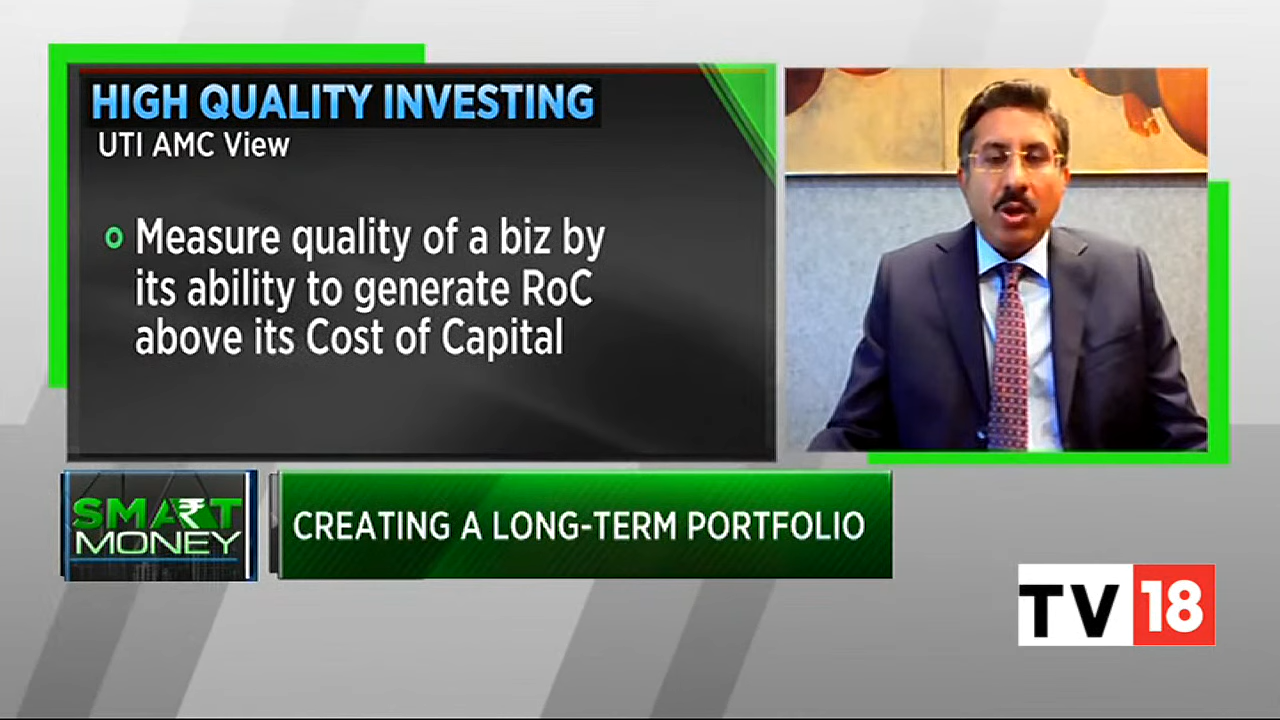 HIGH QUALITY INVESTING
UTI AMC View
Measure quality of a biz by
its ability to generate RoC
above its Cost of Capital
SMART
MONEY
CREATING A LONG-TERM PORTFOLIO
TV18